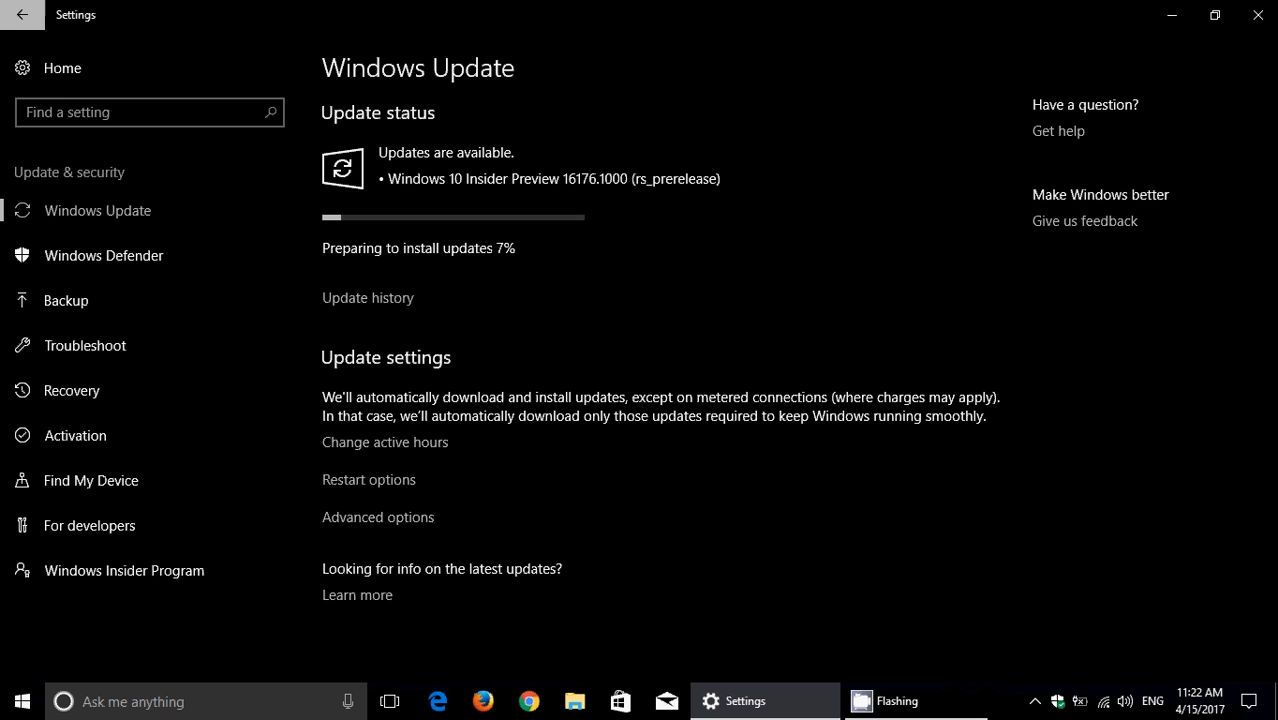 Settings
Home
Find a setting
Update & security
Windows Update
Windows Defender
Backup
Troubleshoot
Recovery
Activation
Find My Device
For developers
Windows Insider Program
Windows Update
Update status
Updates are available.
• Windows 10 Insider Preview 16176.1000 (rs_prerelease)
Preparing to install updates 7%
Update history
Update settings
We'll automatically download and install updates, except on metered connections (where charges may apply).
In that case, we'll automatically download only those updates required to keep Windows running smoothly.
Change active hours
Restart options
Advanced options
Looking for info on the latest updates?
Learn more
Have a question?
Get help
Make Windows better
Give us feedback
Ask me anything
Settings
Flashing
ENG
11:22 AM
4/15/2017